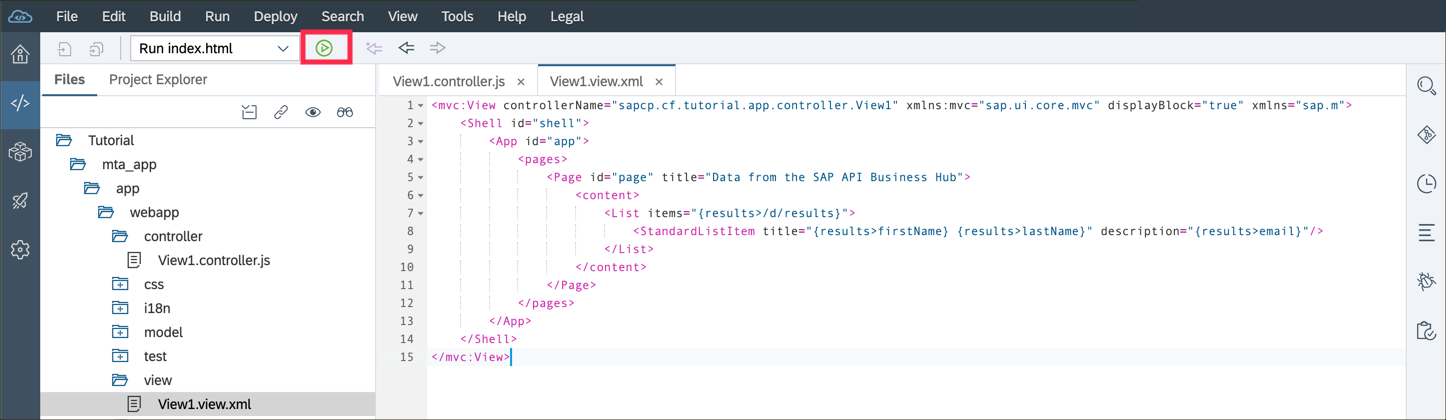 File Edit Build Run Deploy Search View Tools Help Legal
Run index.html
Files Project Explorer
Tutorial
mta_app
app
webapp
controller
View1.controller.js
css
i18n
model
test
view
View1.view.xml
View1.controller.js × View1.view.xml ×
1 <mvc:View controllerName="sapcp.cf.tutorial.app.controller.View1" xmlns:mvc="sap.ui.core.mvc" displayBlock="true" xmlns="sap.m">
2 <Shell id="shell">
3 <App id="app">
4 <pages>
5 <Page id="page" title="Data from the SAP API Business Hub">
6 <content>
7 <List items="{results>/d/results}">
8 <StandardListItem title="{results>firstName} {results>lastName}" description="{results>email}"/>
9 </List>
10 </content>
11 </Page>
12 </pages>
13 </App>
14 </Shell>
15 </mvc:View>